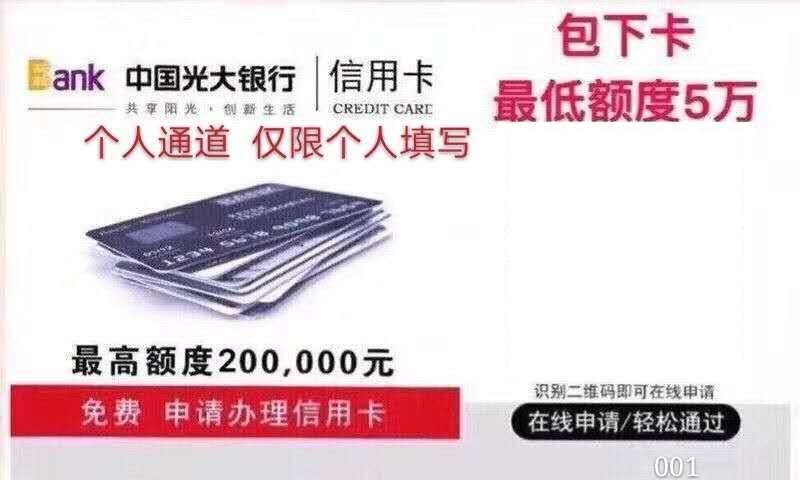 Bank 中国光大银行 信用卡
共享阳光·创新生活 CREDIT CARD
包下卡
最低额度5万
个人通道 仅限个人填写
1234 5678 9098 765
最高额度200,000元
免费 申请办理信用卡
识别二维码即可在线申请
在线申请/轻松通过
001